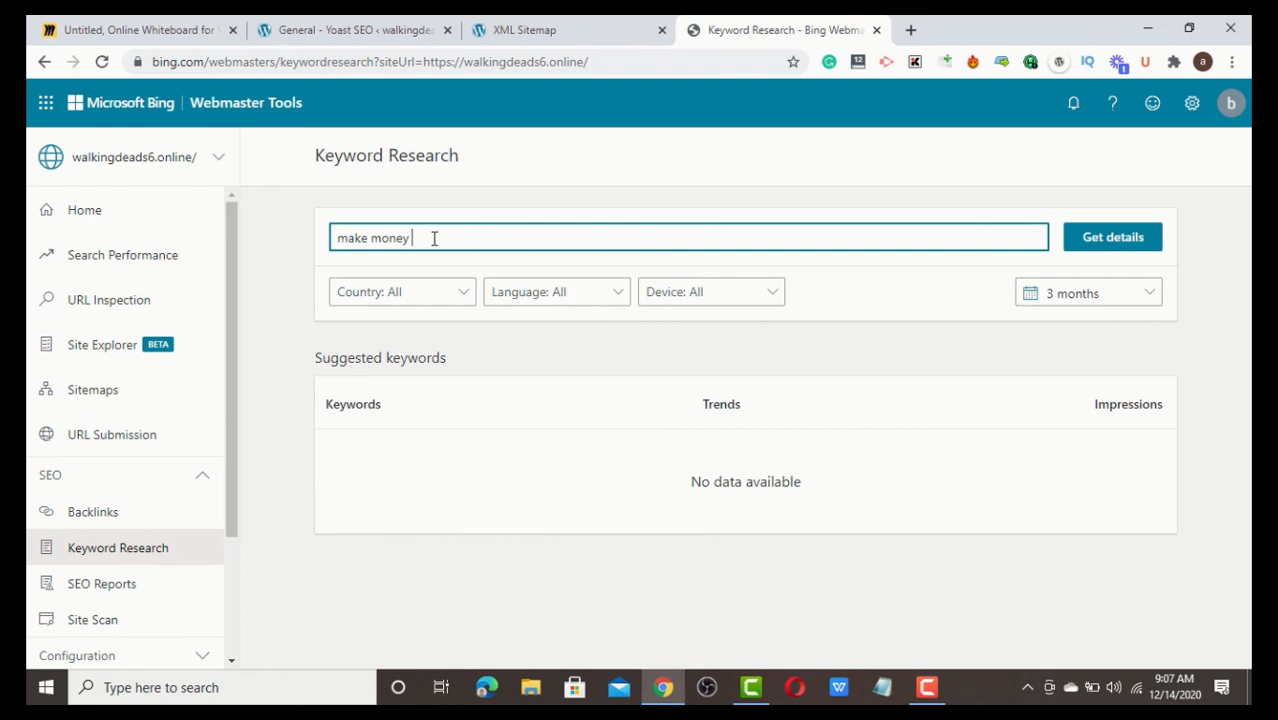 Untitled, Online Whiteboard for V
General - Yoast SEO ‹ walkingdea
XML Sitemap
Keyword Research - Bing Webma
bing.com/webmasters/keywordresearch?siteUrl=https://walkingdeads6.online/
12
K
IQ
1
U
a
Microsoft Bing
Webmaster Tools
b
walkingdeads6.online/
Keyword Research
Home
Search Performance
URL Inspection
Site Explorer BETA
Sitemaps
URL Submission
SEO
Backlinks
Keyword Research
SEO Reports
Site Scan
Configuration
make money
Get details
Country: All
Language: All
Device: All
3 months
Suggested keywords
Keywords
Trends
Impressions
No data available
Type here to search
9:07 AM
12/14/2020